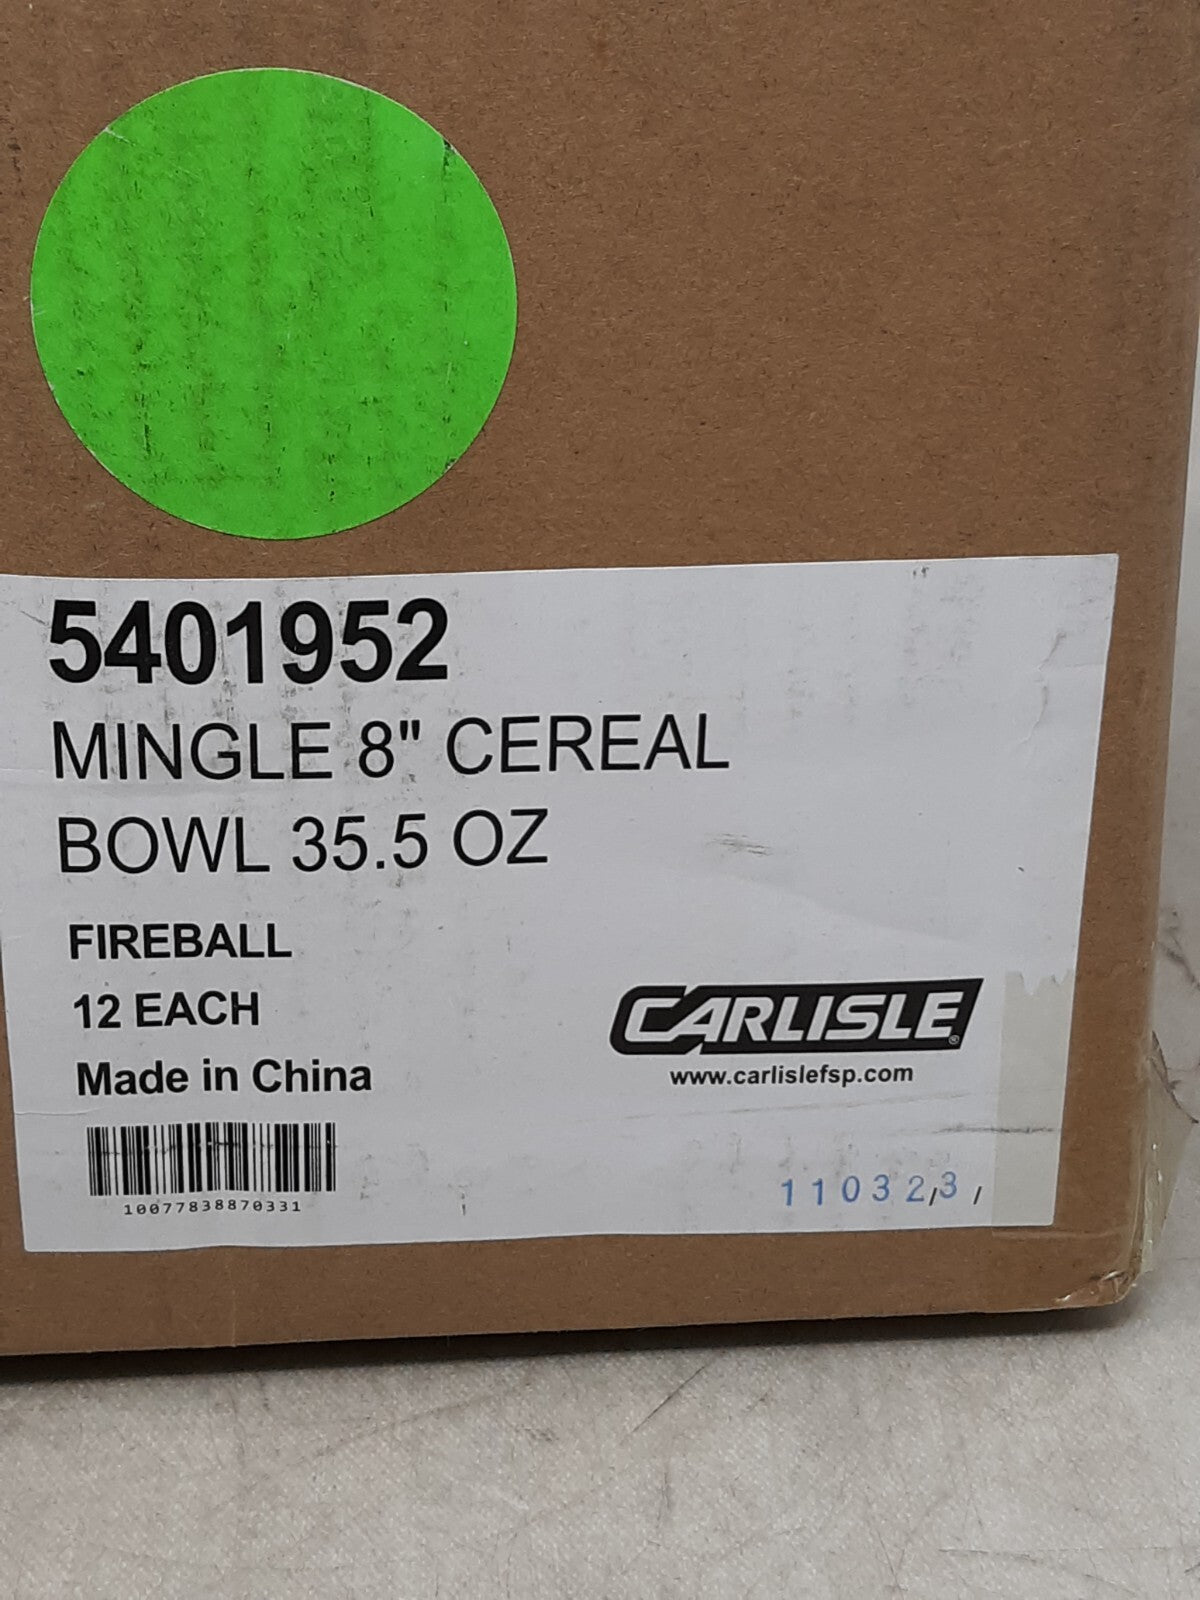 5401952
MINGLE 8" CEREAL
BOWL 35.5 OZ
FIREBALL
12 EACH
Made in China
CARLISLE®
www.carlislefsp.com
10077838870331
110323